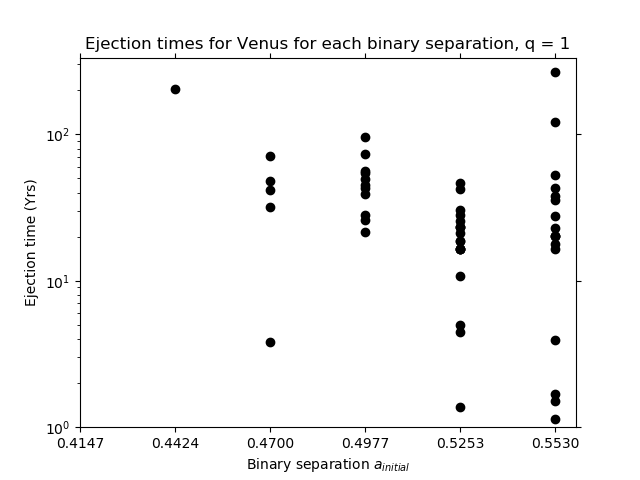 Ejection times for Venus for each binary separation, q = 1
Ejection time (Yrs)
10²
10¹
10⁰
0.4147 0.4424 0.4700 0.4977 0.5253 0.5530
Binary separation a_initial